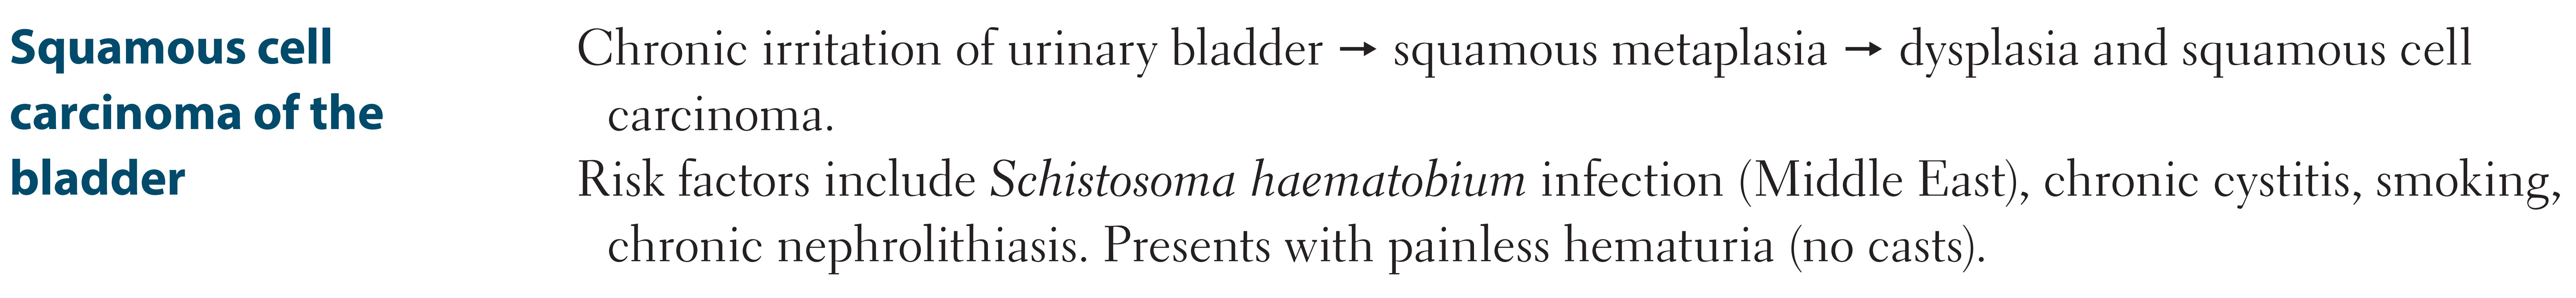 Squamous cell
carcinoma of the
bladder
Chronic irritation of urinary bladder → squamous metaplasia → dysplasia and squamous cell
carcinoma.
Risk factors include Schistosoma haematobium infection (Middle East), chronic cystitis, smoking,
chronic nephrolithiasis. Presents with painless hematuria (no casts).